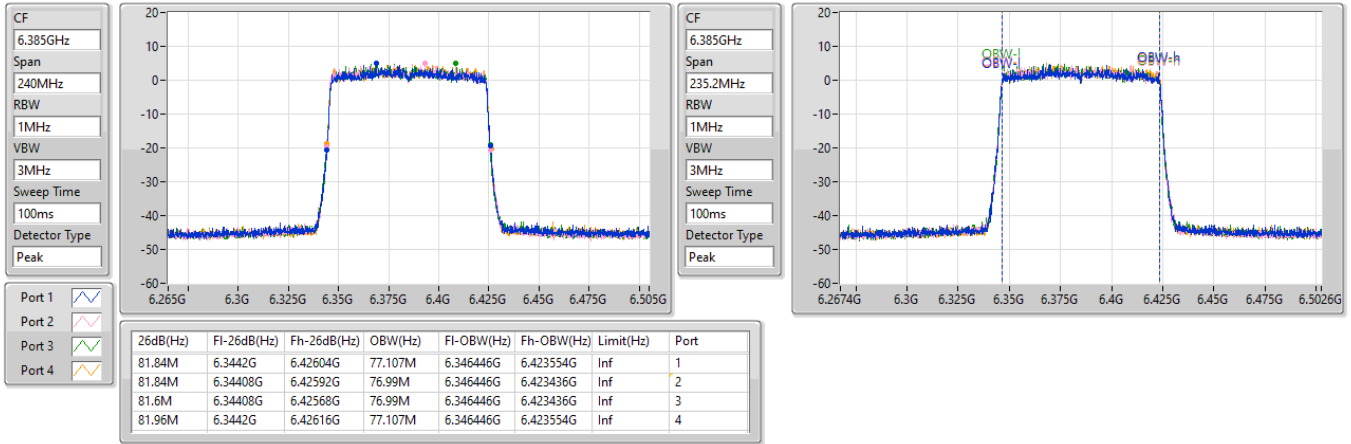 CF
6.385GHz
Span
240MHz
RBW
1MHz
VBW
3MHz
Sweep Time
100ms
Detector Type
Peak
20
10
0
-10
-20
-30
-40
-50
-60
6.265G 6.3G 6.325G 6.35G 6.375G 6.4G 6.425G 6.45G 6.475G 6.505G
CF
6.385GHz
Span
235.2MHz
RBW
1MHz
VBW
3MHz
Sweep Time
100ms
Detector Type
Peak
20
10
0
-10
-20
-30
-40
-50
-60
OBW-l
OBW-l
OBW-h
6.2674G 6.3G 6.325G 6.35G 6.375G 6.4G 6.425G 6.45G 6.475G 6.5026G
Port 1
Port 2
Port 3
Port 4
26dB(Hz) Fl-26dB(Hz) Fh-26dB(Hz) OBW(Hz) Fl-OBW(Hz) Fh-OBW(Hz) Limit(Hz) Port
81.84M 6.3442G 6.42604G 77.107M 6.346446G 6.423554G Inf 1
81.84M 6.34408G 6.42592G 76.99M 6.346446G 6.423436G Inf 2
81.6M 6.34408G 6.42568G 76.99M 6.346446G 6.423436G Inf 3
81.96M 6.3442G 6.42616G 77.107M 6.346446G 6.423554G Inf 4